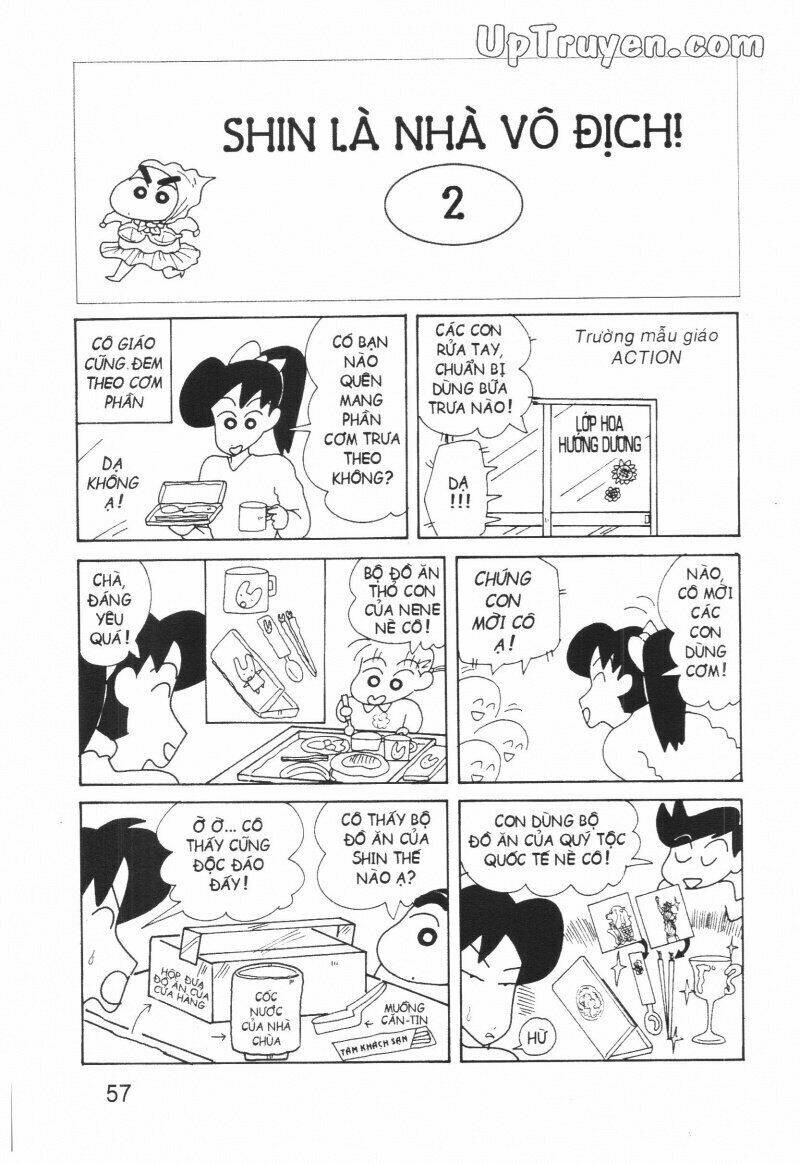 UpTruyen.com
SHIN LÀ NHÀ VÔ ĐỊCH!
2
Trường mẫu giáo
ACTION
CÁC CON
RỬA TAY,
CHUẨN BỊ
DÙNG BỮA
TRƯA NÀO!
LỚP HOA
HƯỚNG DƯƠNG
DẠ
!!!
CÓ BẠN
NÀO
QUÊN
MANG
PHẦN
CƠM TRƯA
THEO
KHÔNG?
CÔ GIÁO
CŨNG ĐEM
THEO CƠM
PHẦN
DẠ
KHÔNG
Ạ!
NÀO,
CÔ MỜI
CÁC
CON
DÙNG
CƠM!
CHÚNG
CON
MỜI CÔ
Ạ!
BỘ ĐỒ ĂN
THỎ CON
CỦA NENE
NÈ CÔ!
CHÀ,
ĐÁNG
YÊU
QUÁ!
CON DÙNG BỘ
ĐỒ ĂN CỦA QUÝ TỘC
QUỐC TẾ NÈ CÔ!
HỪ
CÔ THẤY BỘ
ĐỒ ĂN CỦA
SHIN THẾ
NÀO Ạ?
Ờ Ờ... CÔ
THẤY CŨNG
ĐỘC ĐÁO
ĐẤY!
HỘP ĐỰNG
ĐỒ ĂN CỦA
CỬA HÀNG
CỐC
NƯỚC
CỦA NHÀ
CHÙA
MUỖNG
CĂN-TIN
TĂM KHÁCH SẠN
57